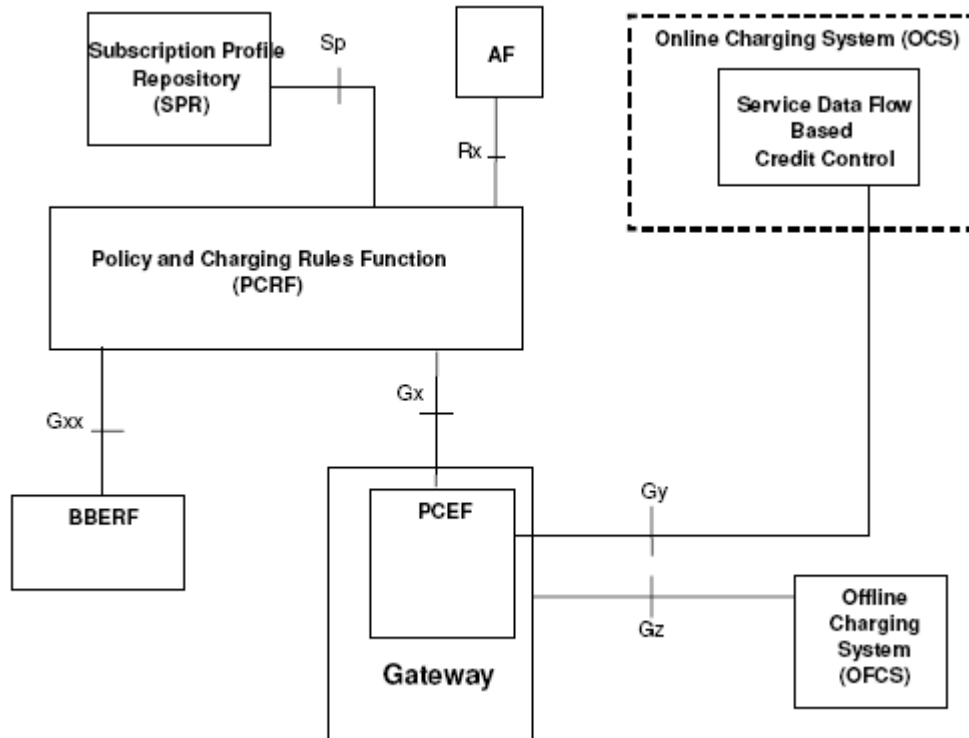 Subscription Profile
Repository
(SPR)
Sp
AF
Online Charging System (OCS)
Service Data Flow
Based
Credit Control
Rx
Policy and Charging Rules Function
(PCRF)
Gxx
Gx
BBERF
PCEF
Gy
Gz
Offline
Charging
System
(OFCS)
Gateway